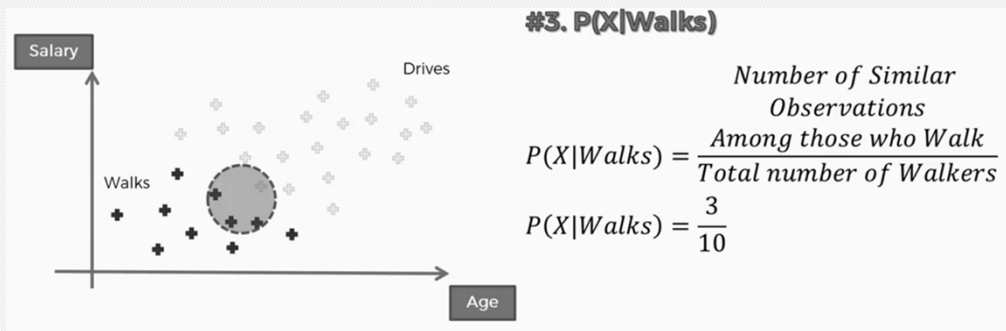 #3. P(X|Walks)
Salary
Drives
Walks
Age
Number of Similar
Observations
Among those who Walk
P(X|Walks) =
Total number of Walkers
P(X|Walks) =
3
10